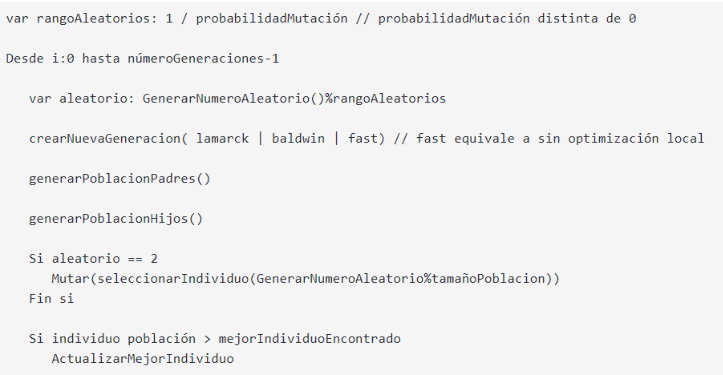 var rangoAleatorios: 1 / probabilidadMutación // probabilidadMutación distinta de 0
Desde i:0 hasta númeroGeneraciones-1
var aleatorio: GenerarNumeroAleatorio()%rangoAleatorios
crearNuevaGeneracion( lamarck | baldwin | fast) // fast equivale a sin optimización local
generarPoblacionPadres()
generarPoblacionHijos()
Si aleatorio == 2
Mutar(seleccionarIndividuo(GenerarNumeroAleatorio%tamañoPoblacion))
Fin si
Si individuo población > mejorIndividuoEncontrado
ActualizarMejorIndividuo